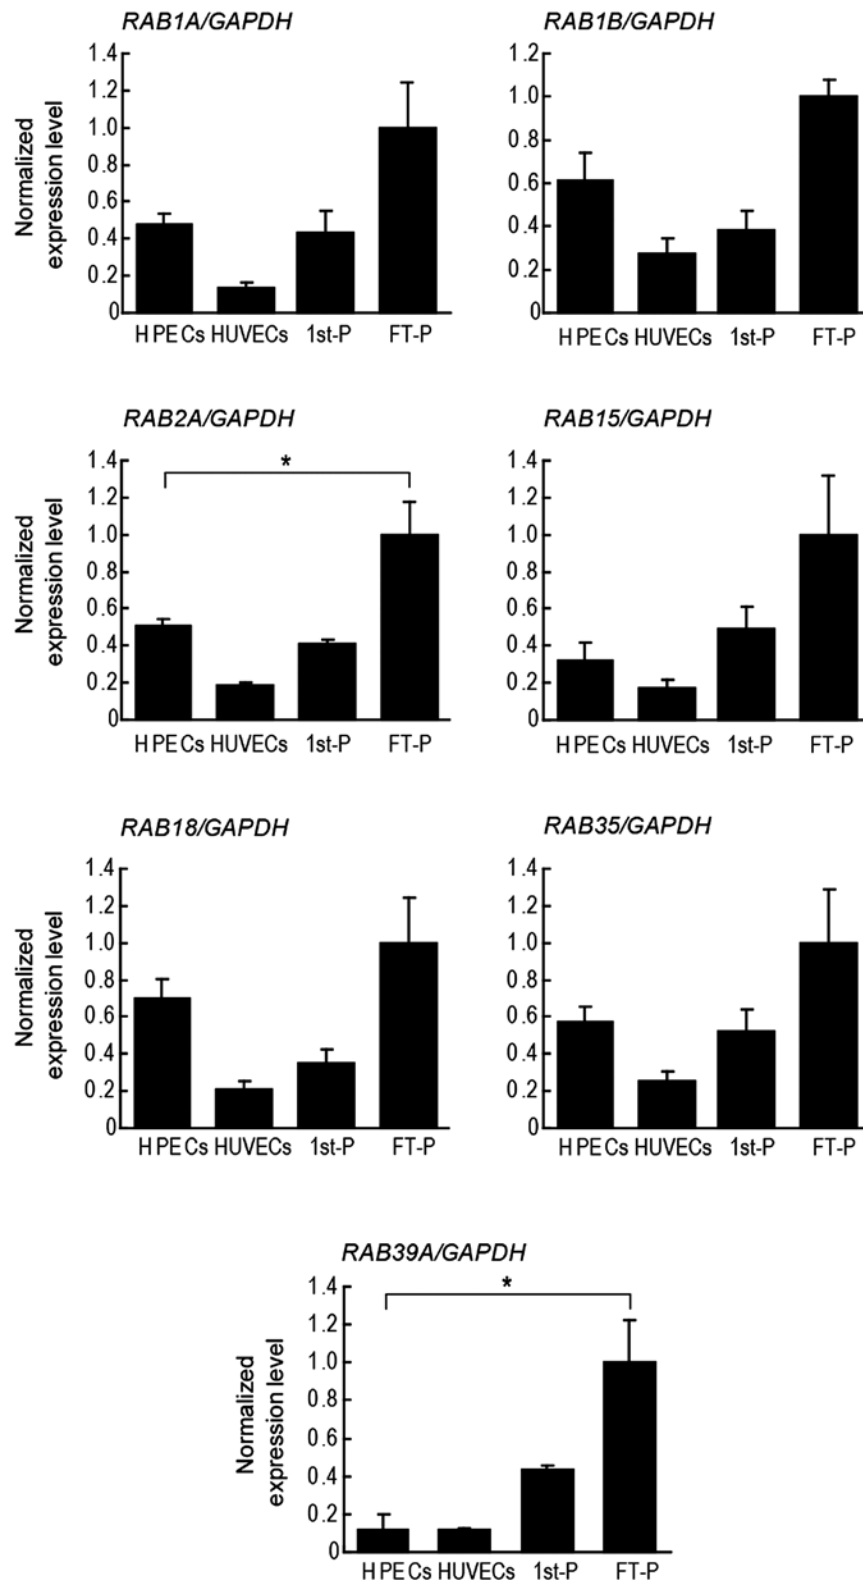 RAB1A/GAPDH
Normalized
expression level
1.4
1.2
1.0
0.8
0.6
0.4
0.2
0
HPECs HUVECs 1st-P FT-P
RAB1B/GAPDH
1.2
1.0
0.8
0.6
0.4
0.2
0
HPECs HUVECs 1st-P FT-P
RAB2A/GAPDH
Normalized
expression level
1.4
1.2
1.0
0.8
0.6
0.4
0.2
0
*
HPECs HUVECs 1st-P FT-P
RAB15/GAPDH
1.4
1.2
1.0
0.8
0.6
0.4
0.2
0
HPECs HUVECs 1st-P FT-P
RAB18/GAPDH
Normalized
expression level
1.4
1.2
1.0
0.8
0.6
0.4
0.2
0
HPECs HUVECs 1st-P FT-P
RAB35/GAPDH
1.4
1.2
1.0
0.8
0.6
0.4
0.2
0
HPECs HUVECs 1st-P FT-P
RAB39A/GAPDH
Normalized
expression level
1.4
1.2
1.0
0.8
0.6
0.4
0.2
0
*
HPECs HUVECs 1st-P FT-P